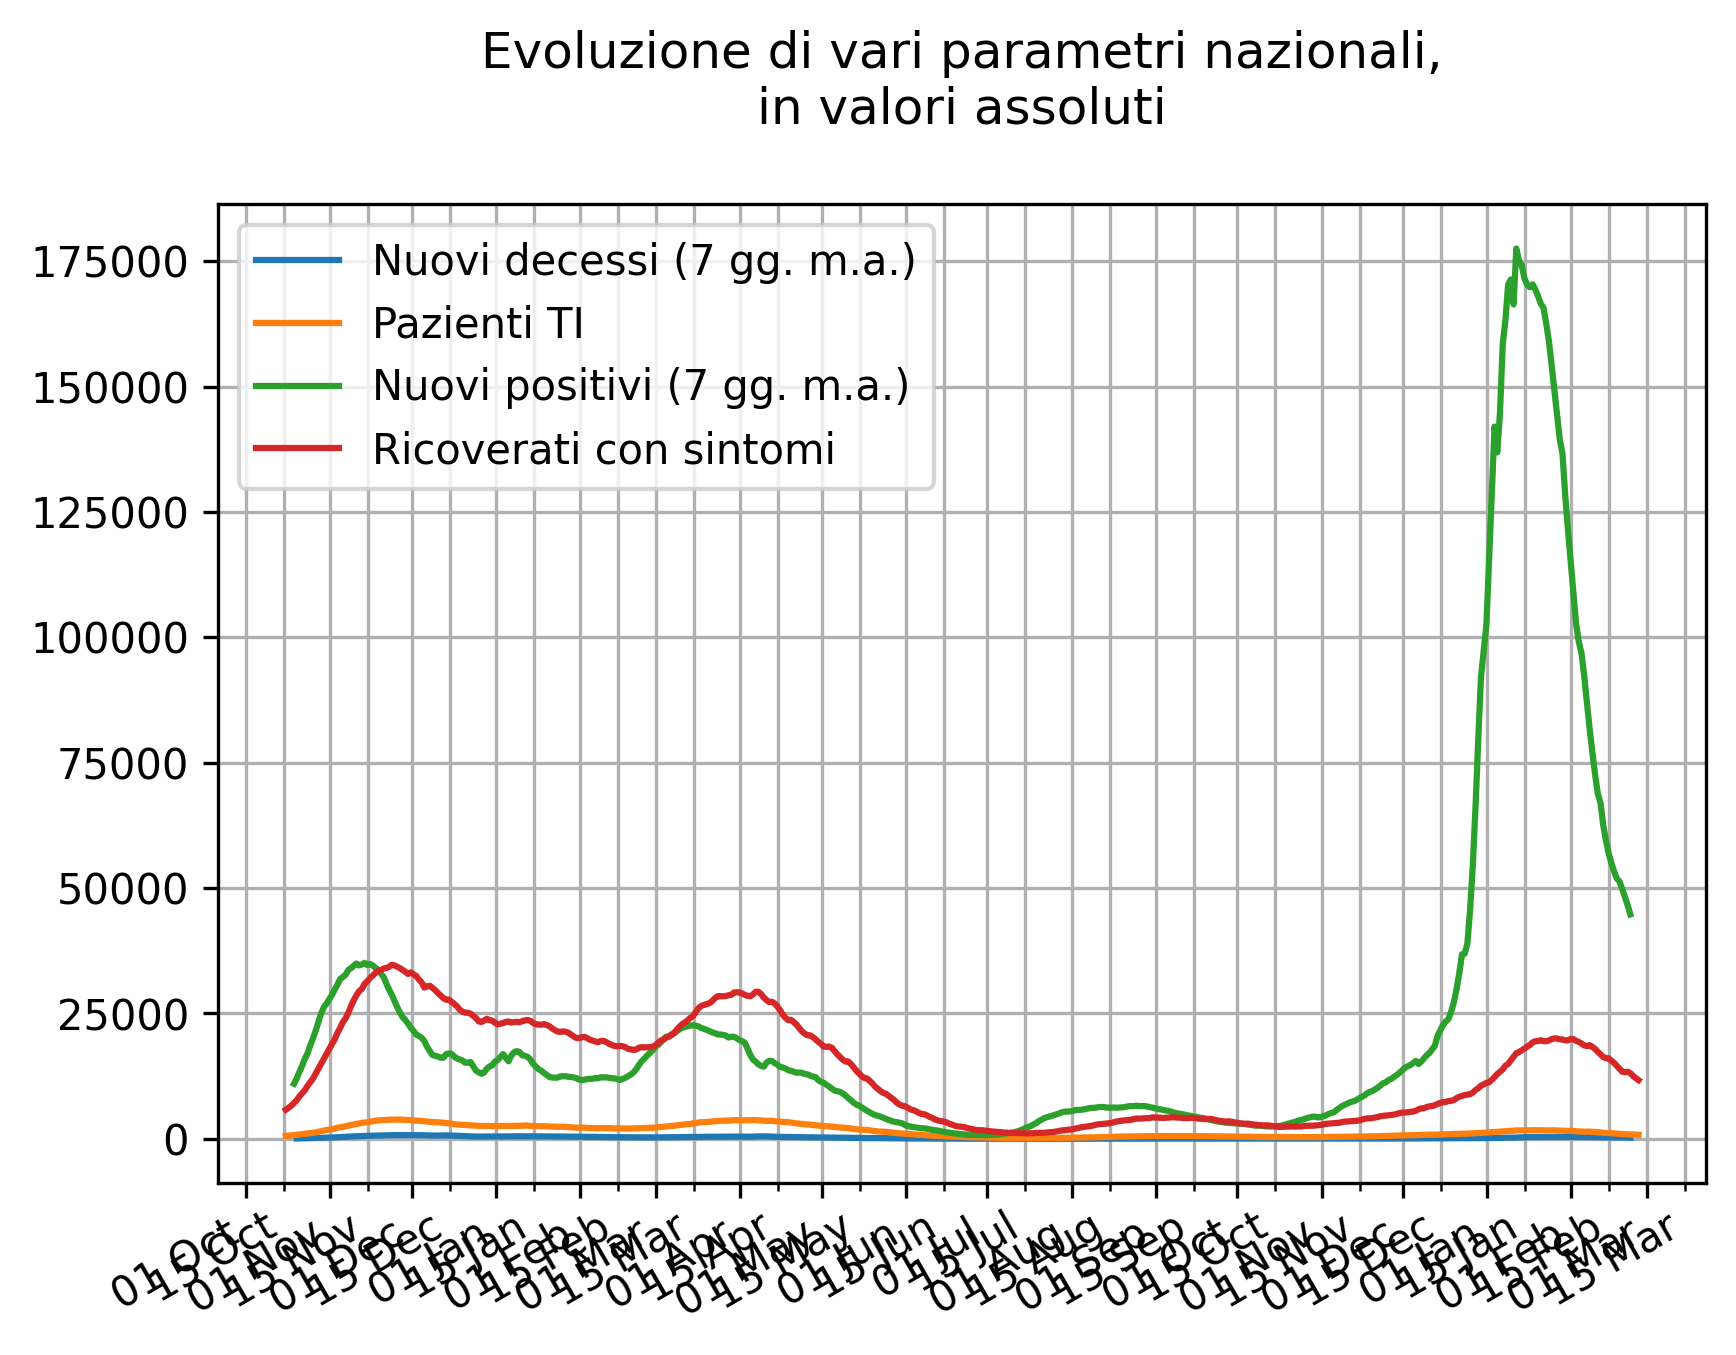 Evoluzione di vari parametri nazionali,
in valori assoluti
Nuovi decessi (7 gg. m.a.)
Pazienti TI
Nuovi positivi (7 gg. m.a.)
Ricoverati con sintomi
175000
150000
125000
100000
75000
50000
25000
0
01 Oct
15 Oct
01 Nov
15 Nov
01 Dec
15 Dec
01 Jan
15 Jan
01 Feb
15 Feb
01 Mar
15 Mar
01 Apr
15 Apr
01 May
15 May
01 Jun
15 Jun
01 Jul
15 Jul
01 Aug
15 Aug
01 Sep
15 Sep
01 Oct
15 Oct
01 Nov
15 Nov
01 Dec
15 Dec
01 Jan
15 Jan
01 Feb
15 Feb
01 Mar
15 Mar